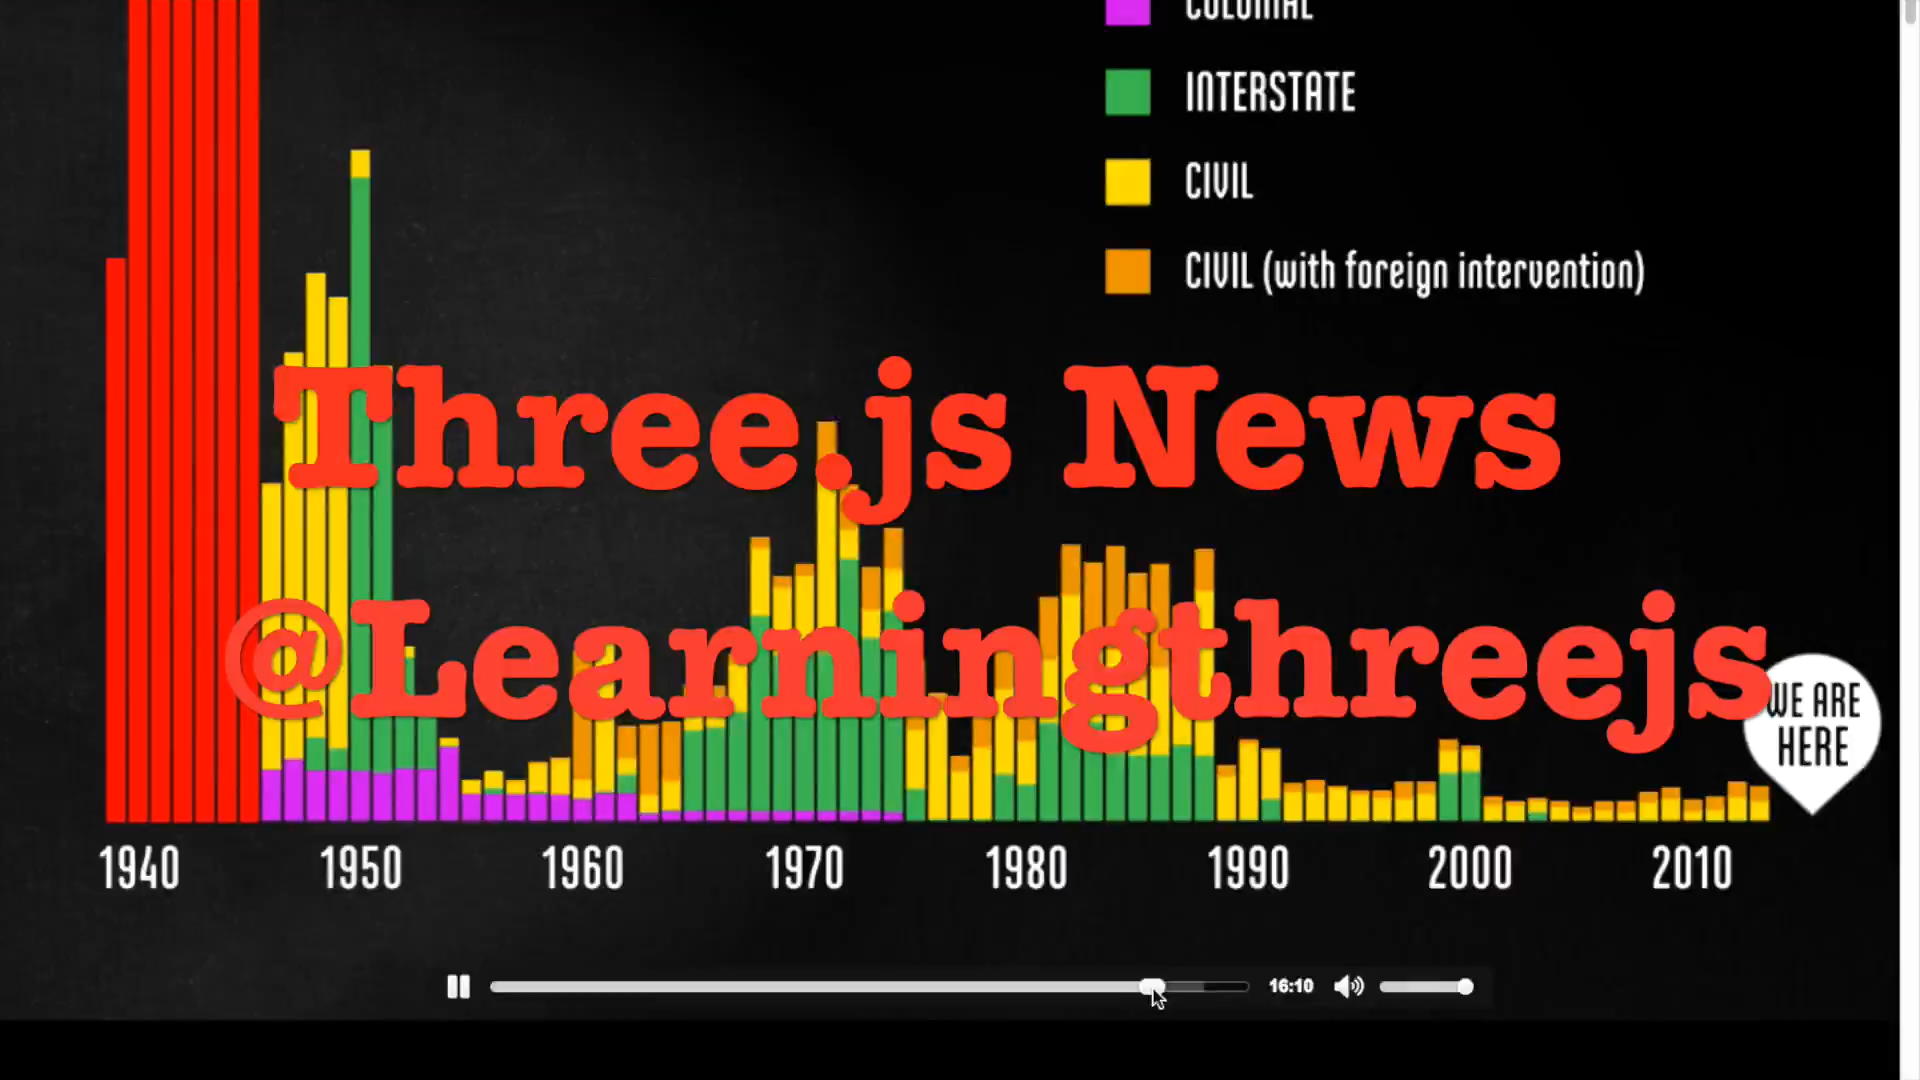 COLONIAL
INTERSTATE
CIVIL
CIVIL (with foreign intervention)
Three.js News
@Learningthreejs
WE ARE
HERE
1940 1950 1960 1970 1980 1990 2000 2010
16:10